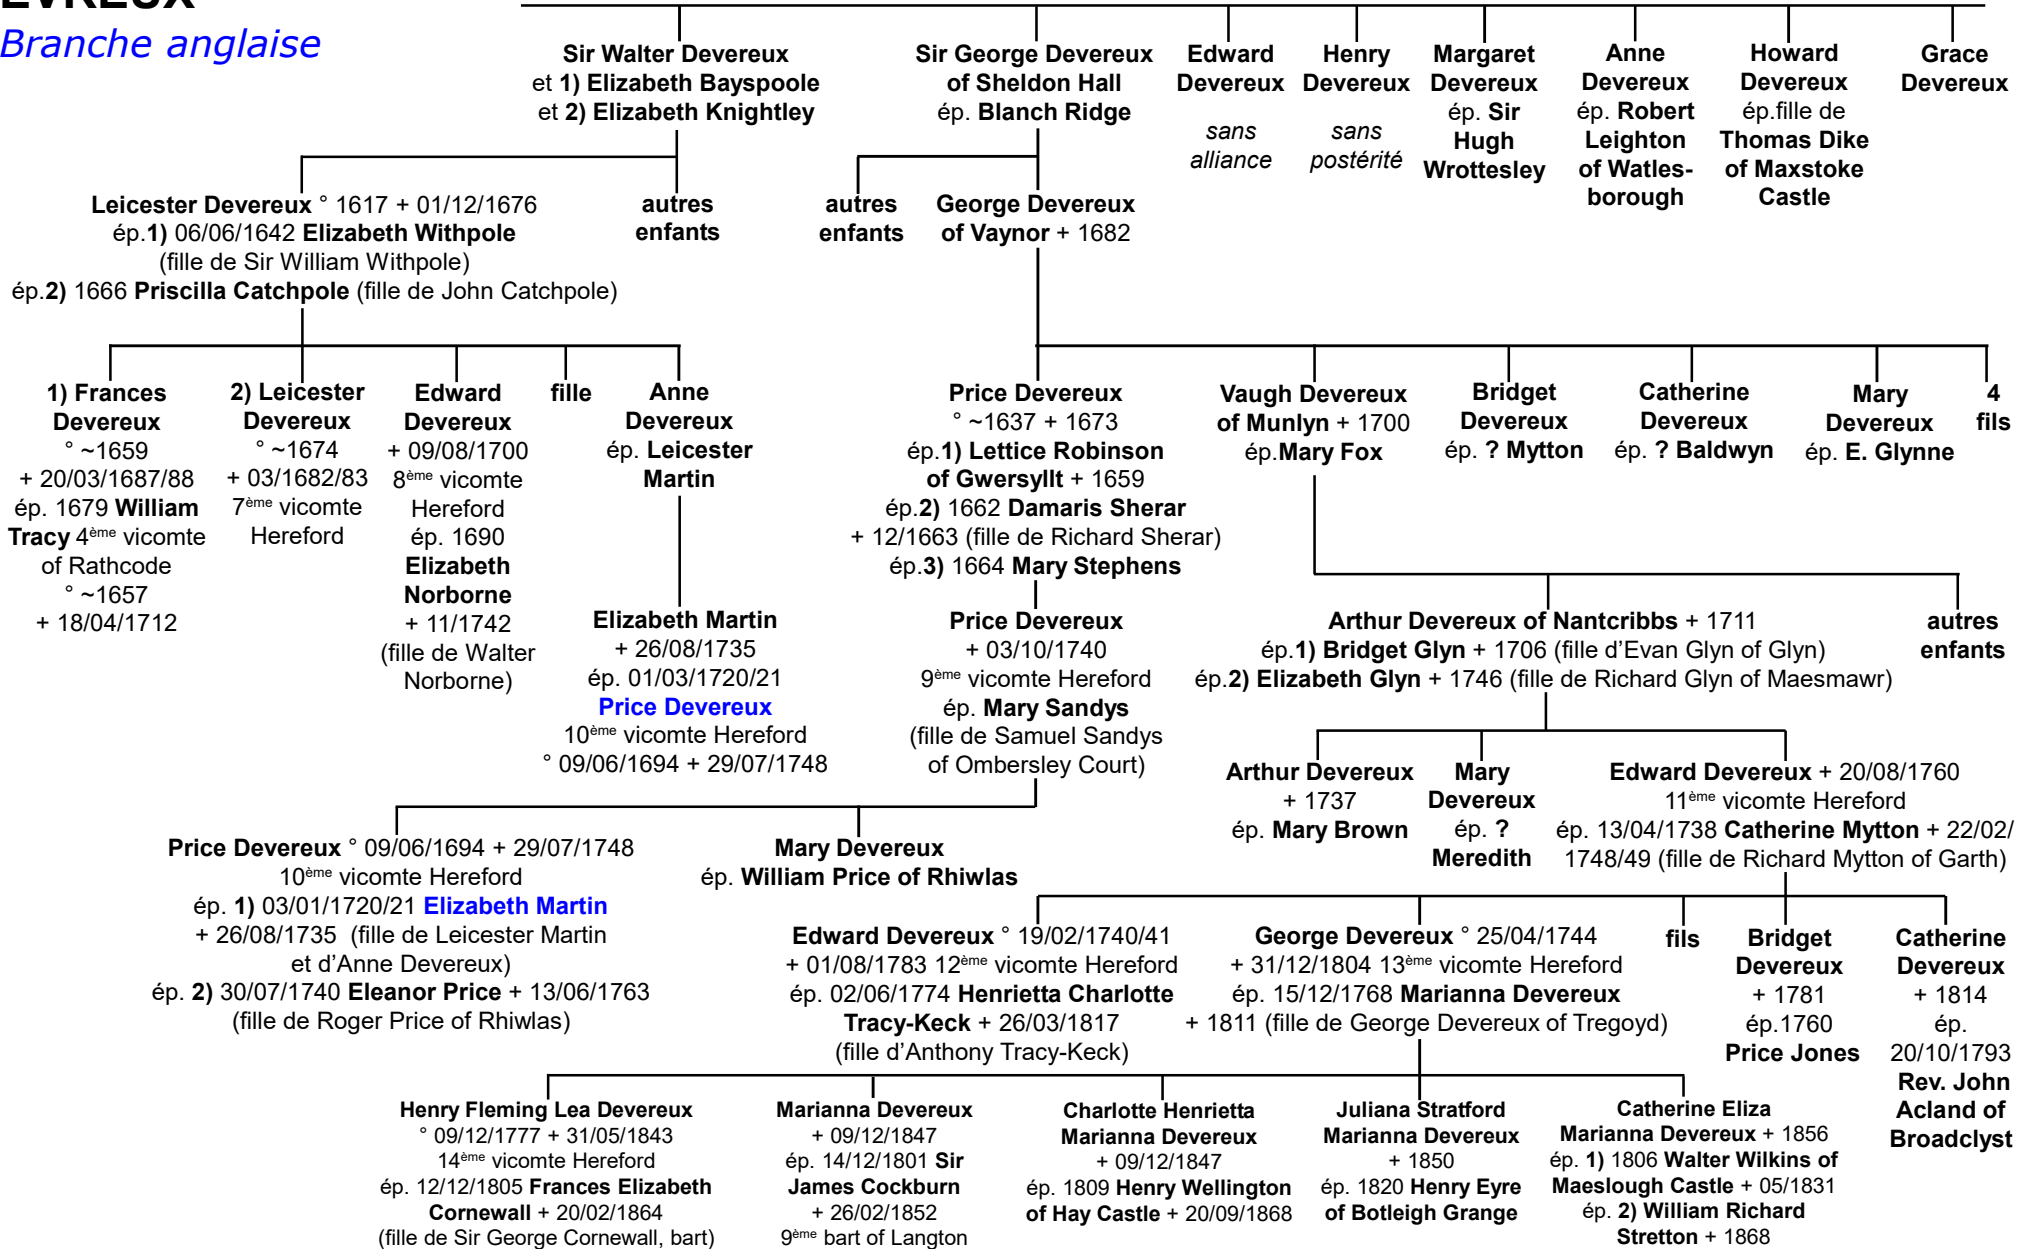 EVREUX
Branche anglaise
Sir Walter Devereux
et 1) Elizabeth Bayspoole
et 2) Elizabeth Knightley
Sir George Devereux
of Sheldon Hall
ép. Blanch Ridge
Edward
Devereux
sans
alliance
Henry
Devereux
sans
postérité
Margaret
Devereux
ép. Sir
Hugh
Wrottesley
Anne
Devereux
ép. Robert
Leighton
of Watles-
borough
Howard
Devereux
ép.fille de
Thomas Dike
of Maxstoke
Castle
Grace
Devereux
Leicester Devereux ° 1617 + 01/12/1676
ép.1) 06/06/1642 Elizabeth Withpole
(fille de Sir William Withpole)
ép.2) 1666 Priscilla Catchpole (fille de John Catchpole)
autres
enfants
autres
enfants
George Devereux
of Vaynor + 1682
1) Frances
Devereux
° ~1659
+ 20/03/1687/88
ép. 1679 William
Tracy 4ème vicomte
of Rathcode
° ~1657
+ 18/04/1712
2) Leicester
Devereux
° ~1674
+ 03/1682/83
7ème vicomte
Hereford
Edward
Devereux
+ 09/08/1700
8ème vicomte
Hereford
ép. 1690
Elizabeth
Norborne
+ 11/1742
(fille de Walter
Norborne)
fille
Anne
Devereux
ép. Leicester
Martin
Price Devereux
° ~1637 + 1673
ép.1) Lettice Robinson
of Gwersyllt + 1659
ép.2) 1662 Damaris Sherar
+ 12/1663 (fille de Richard Sherar)
ép.3) 1664 Mary Stephens
Vaugh Devereux
of Munlyn + 1700
ép.Mary Fox
Bridget
Devereux
ép. ? Mytton
Catherine
Devereux
ép. ? Baldwyn
Mary
Devereux
ép. E. Glynne
4
fils
Elizabeth Martin
+ 26/08/1735
ép. 01/03/1720/21
Price Devereux
10ème vicomte Hereford
° 09/06/1694 + 29/07/1748
Price Devereux
+ 03/10/1740
9ème vicomte Hereford
ép. Mary Sandys
(fille de Samuel Sandys
of Ombersley Court)
Arthur Devereux of Nantcribbs + 1711
ép.1) Bridget Glyn + 1706 (fille d’Evan Glyn of Glyn)
ép.2) Elizabeth Glyn + 1746 (fille de Richard Glyn of Maesmawr)
autres
enfants
Arthur Devereux
+ 1737
ép. Mary Brown
Mary
Devereux
ép. ?
Meredith
Edward Devereux + 20/08/1760
11ème vicomte Hereford
ép. 13/04/1738 Catherine Mytton + 22/02/
1748/49 (fille de Richard Mytton of Garth)
Price Devereux ° 09/06/1694 + 29/07/1748
10ème vicomte Hereford
ép. 1) 03/01/1720/21 Elizabeth Martin
+ 26/08/1735 (fille de Leicester Martin
et d’Anne Devereux)
ép. 2) 30/07/1740 Eleanor Price + 13/06/1763
(fille de Roger Price of Rhiwlas)
Mary Devereux
ép. William Price of Rhiwlas
Edward Devereux ° 19/02/1740/41
+ 01/08/1783 12ème vicomte Hereford
ép. 02/06/1774 Henrietta Charlotte
Tracy-Keck + 26/03/1817
(fille d’Anthony Tracy-Keck)
George Devereux ° 25/04/1744
+ 31/12/1804 13ème vicomte Hereford
ép. 15/12/1768 Marianna Devereux
+ 1811 (fille de George Devereux of Tregoyd)
fils
Bridget
Devereux
+ 1781
ép.1760
Price Jones
Catherine
Devereux
+ 1814
ép.
20/10/1793
Rev. John
Acland of
Broadclyst
Henry Fleming Lea Devereux
° 09/12/1777 + 31/05/1843
14ème vicomte Hereford
ép. 12/12/1805 Frances Elizabeth
Cornewall + 20/02/1864
(fille de Sir George Cornewall, bart)
Marianna Devereux
+ 09/12/1847
ép. 14/12/1801 Sir
James Cockburn
+ 26/02/1852
9ème bart of Langton
Charlotte Henrietta
Marianna Devereux
+ 09/12/1847
ép. 1809 Henry Wellington
of Hay Castle + 20/09/1868
Juliana Stratford
Marianna Devereux
+ 1850
ép. 1820 Henry Eyre
of Botleigh Grange
Catherine Eliza
Marianna Devereux + 1856
ép. 1) 1806 Walter Wilkins of
Maeslough Castle + 05/1831
ép. 2) William Richard
Stretton + 1868